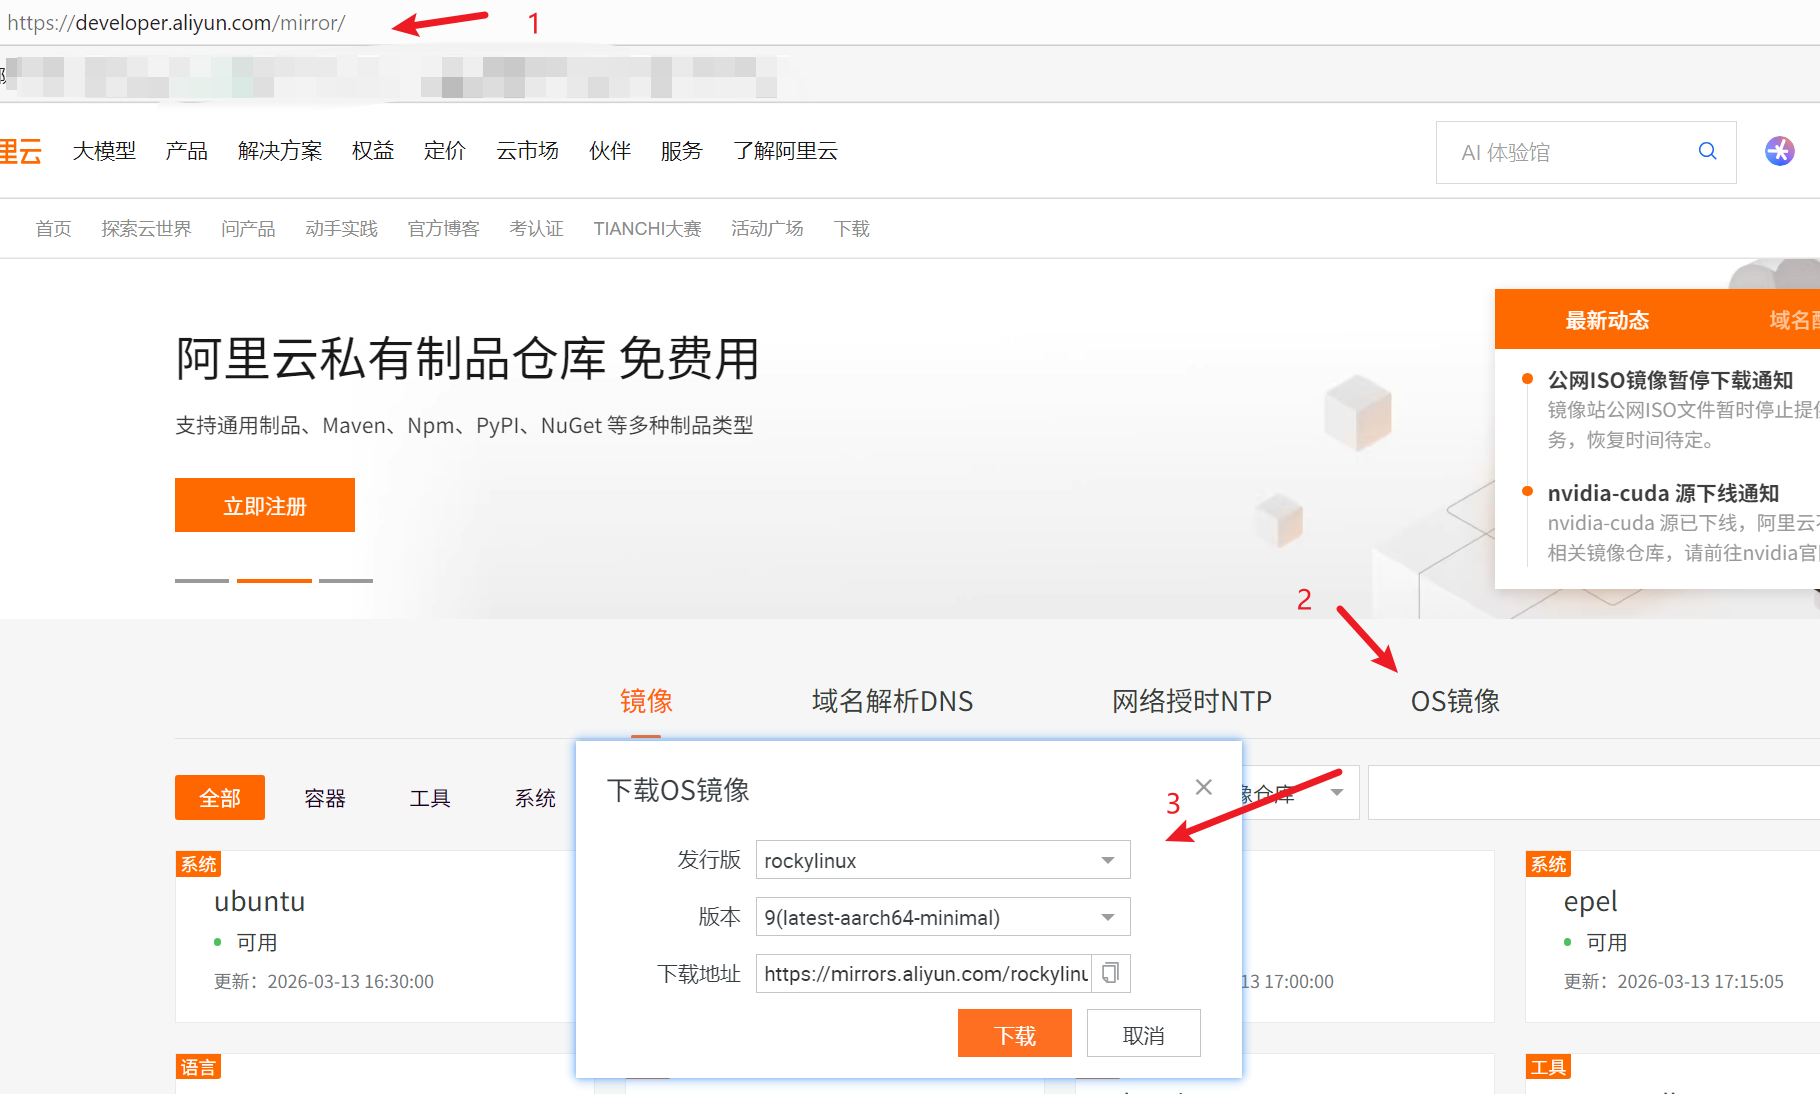 https://developer.aliyun.com/mirror/
1
里云
大模型 产品 解决方案 权益 定价 云市场 伙伴 服务 了解阿里云
AI 体验馆
首页 探索云世界 问产品 动手实践 官方博客 考认证 TIANCHI大赛 活动广场 下载
阿里云私有制品仓库 免费用
支持通用制品、Maven、Npm、PyPI、NuGet 等多种制品类型
立即注册
最新动态 域名
公网ISO镜像暂停下载通知
镜像站公网ISO文件暂时停止提
务，恢复时间待定。
nvidia-cuda 源下线通知
nvidia-cuda 源已下线，阿里云
相关镜像仓库，请前往nvidia官
2
镜像 域名解析DNS 网络授时NTP OS镜像
全部 容器 工具 系统
像仓库
下载OS镜像
3
发行版 rockylinux
版本 9(latest-aarch64-minimal)
下载地址 https://mirrors.aliyun.com/rockylinu
下载 取消
系统
ubuntu
可用
更新：2026-03-13 16:30:00
13 17:00:00
系统
epel
可用
更新：2026-03-13 17:15:05
语言
工具